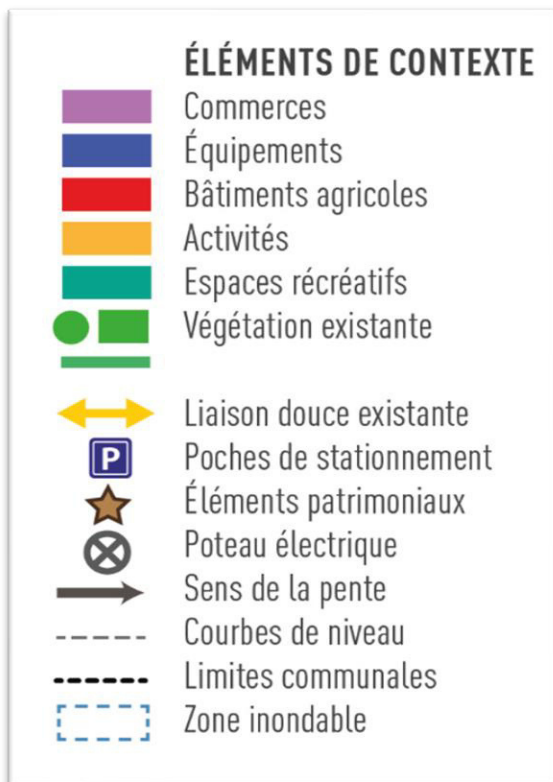 ÉLÉMENTS DE CONTEXTE
Commerces
Équipements
Bâtiments agricoles
Activités
Espaces récréatifs
Végétation existante
Liaison douce existante
P Poches de stationnement
Éléments patrimoniaux
Poteau électrique
Sens de la pente
Courbes de niveau
Limites communales
Zone inondable